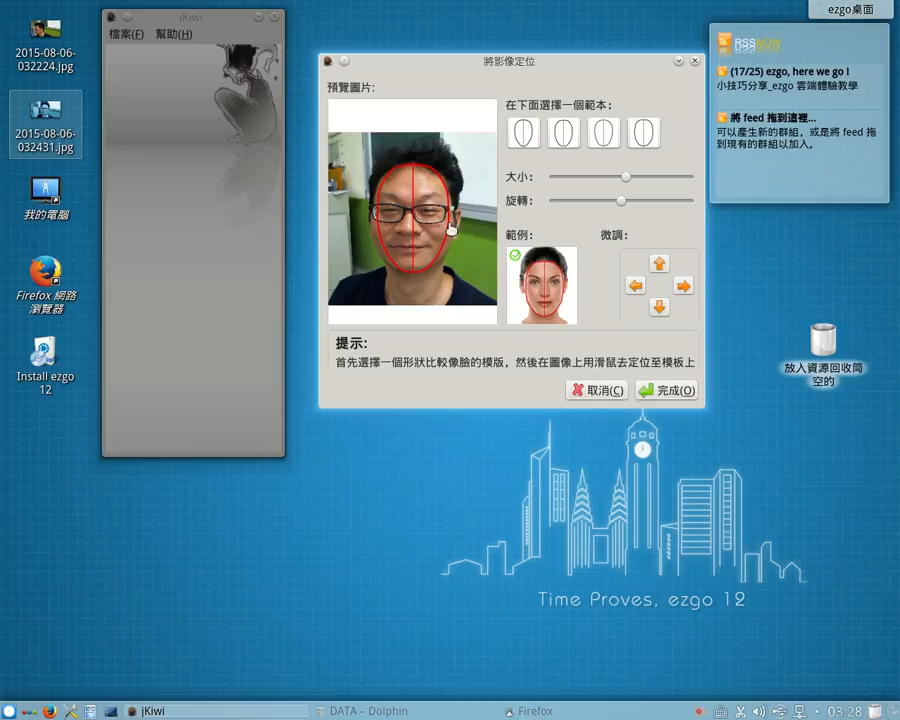 ezgo桌面
2015-08-06-
032224.jpg
2015-08-06-
032431.jpg
我的電腦
Firefox 網路
瀏覽器
Install ezgo
12
jKiwi
檔案(F) 幫助(H)
將影像定位
預覽圖片:
在下面選擇一個範本:
大小:
旋轉:
範例:
微調:
提示:
首先選擇一個形狀比較像臉的模版，然後在圖像上用滑鼠去定位至模板上
取消(C)
完成(O)
RSSNOW
(17/25) ezgo, here we go !
小技巧分享_ezgo 雲端體驗教學
將 feed 拖到這裡...
可以產生新的群組，或是將 feed 拖
到現有的群組以加入。
放入資源回收筒
空的
Time Proves, ezgo 12
jKiwi
DATA – Dolphin
Firefox
03:28